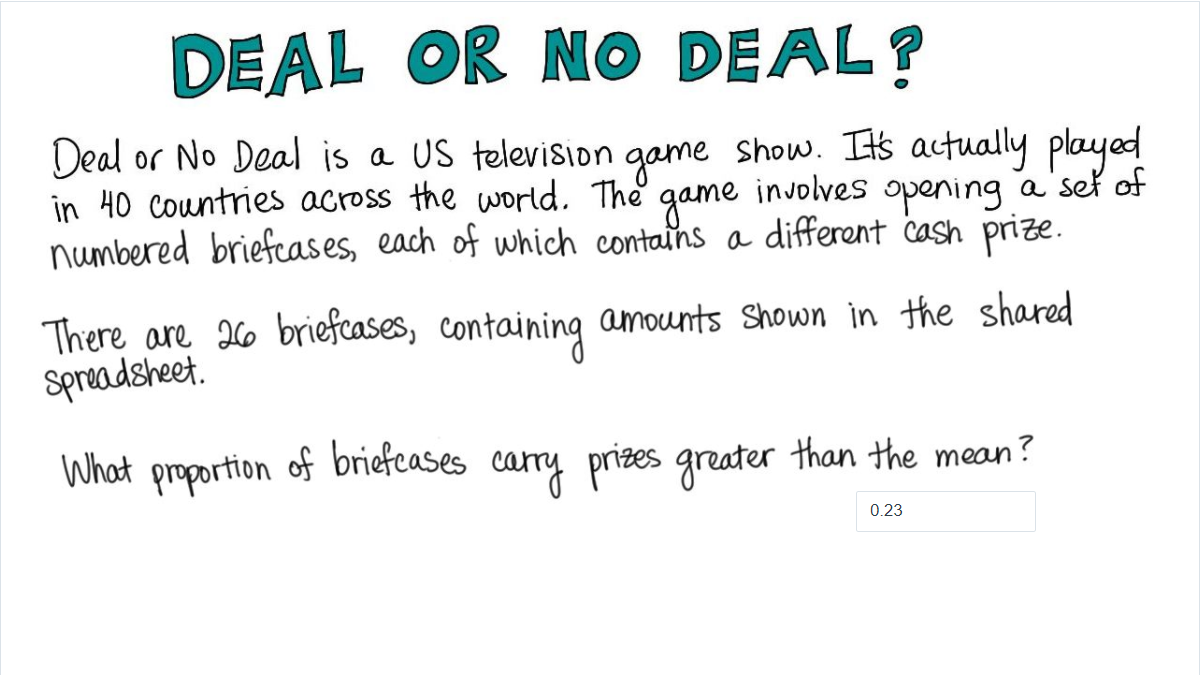 DEAL OR NO DEAL?
Deal or No Deal is a US television game show. It's actually played
in 40 countries across the world. The game involves opening a set of
numbered briefcases, each of which contains a different cash prize.
There are 26 briefcases, containing amounts shown in the shared
spreadsheet.
What proportion of briefcases carry prizes greater than the mean?
0.23